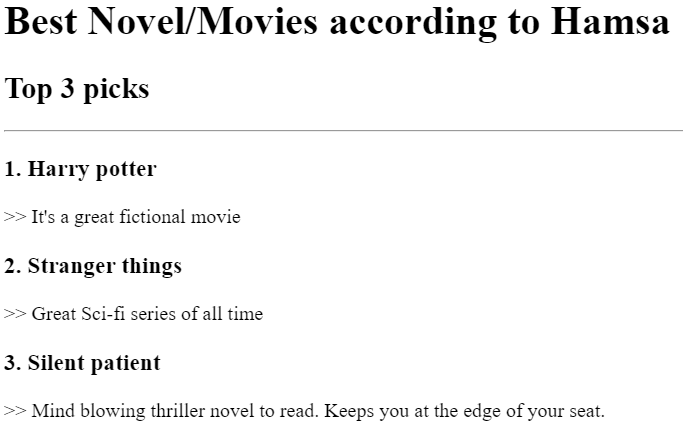 Best Novel/Movies according to Hamsa
Top 3 picks
1. Harry potter
>> It's a great fictional movie
2. Stranger things
>> Great Sci-fi series of all time
3. Silent patient
>> Mind blowing thriller novel to read. Keeps you at the edge of your seat.